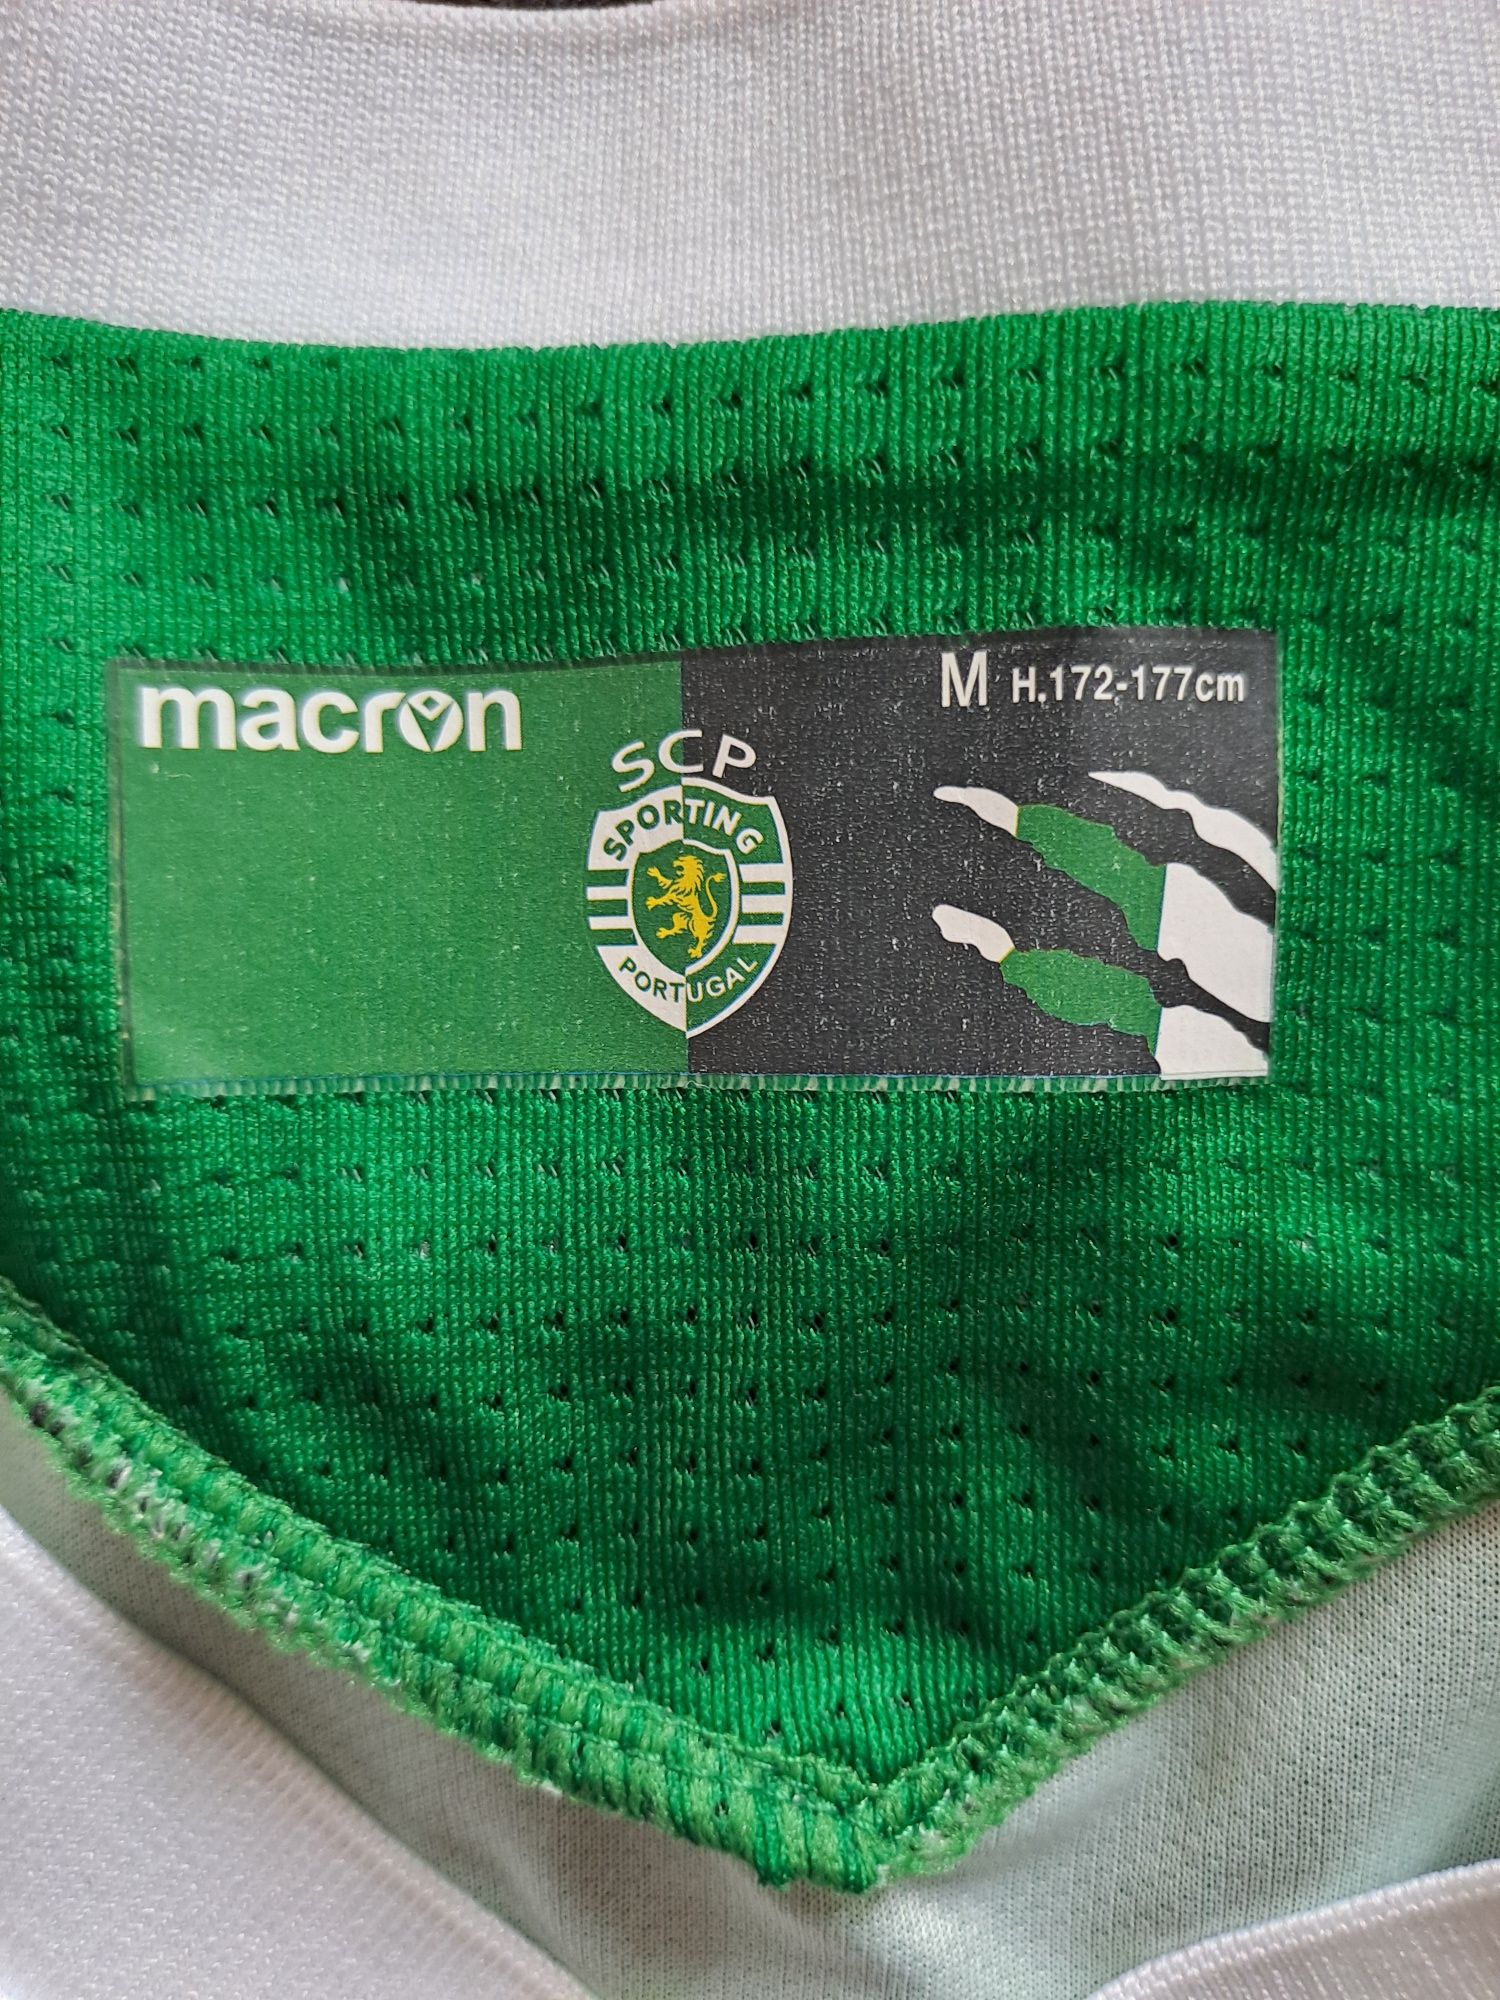 macron
M H.172-177cm
SCP
SPORTING
PORTUGAL